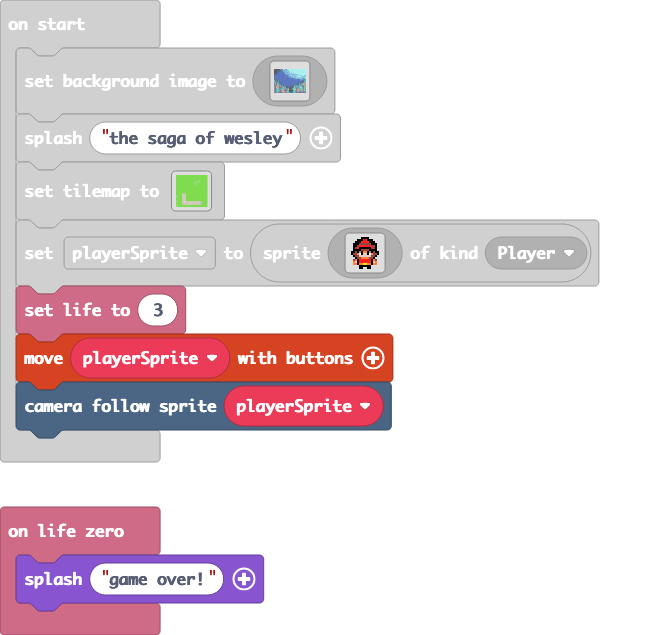 on start
set background image to
splash "the saga of wesley"
set tilemap to
set playerSprite to sprite of kind Player
set life to 3
move playerSprite with buttons
camera follow sprite playerSprite
on life zero
splash "game over!"